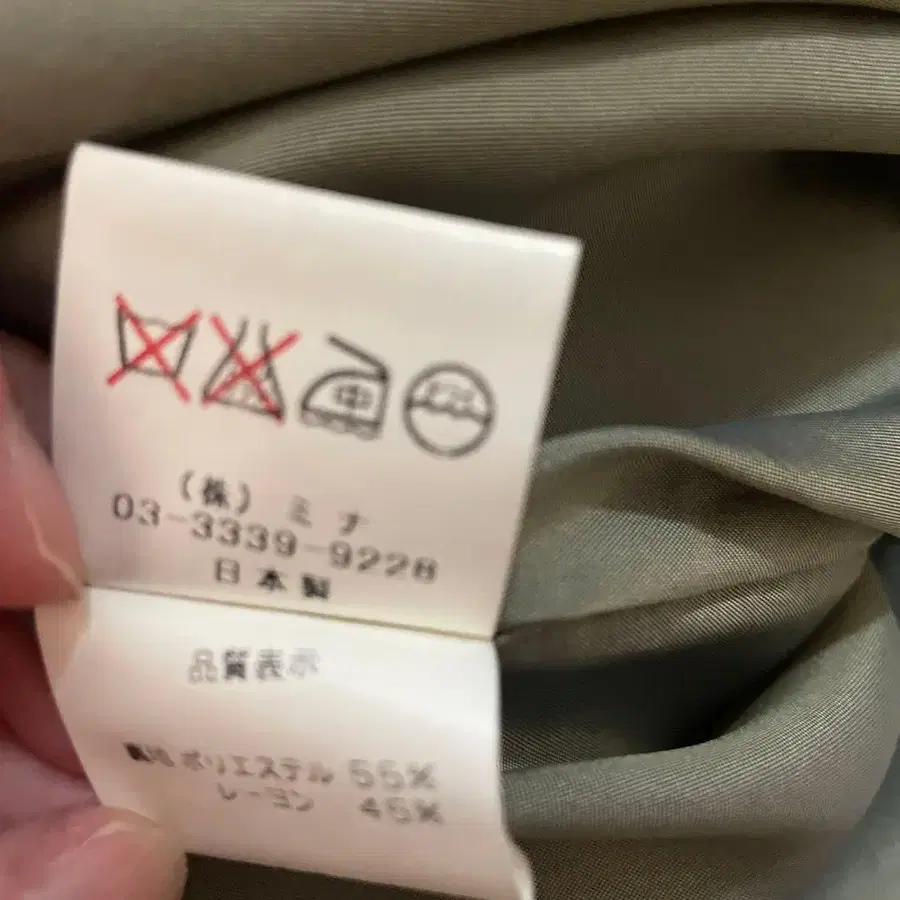 中
(株) ミナ
03-3339-9228
日本製
品質表示
ポリエステル 55%
レーヨン 45%